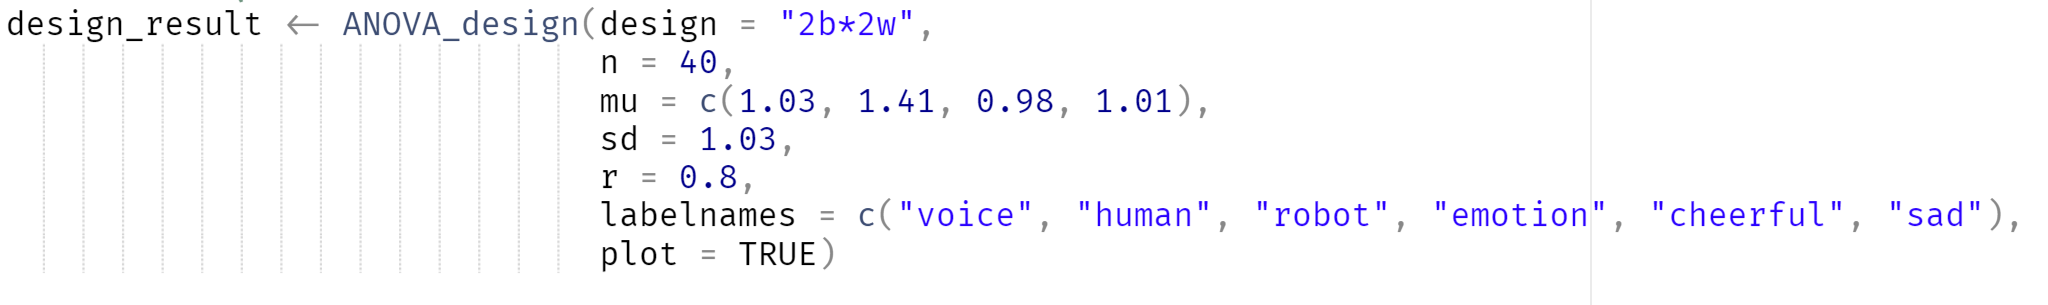 design_result ← ANOVA_design(design = "2b*2w",
n = 40,
mu = c(1.03, 1.41, 0.98, 1.01),
sd = 1.03,
r = 0.8,
labelnames = c("voice", "human", "robot", "emotion", "cheerful", "sad"),
plot = TRUE)